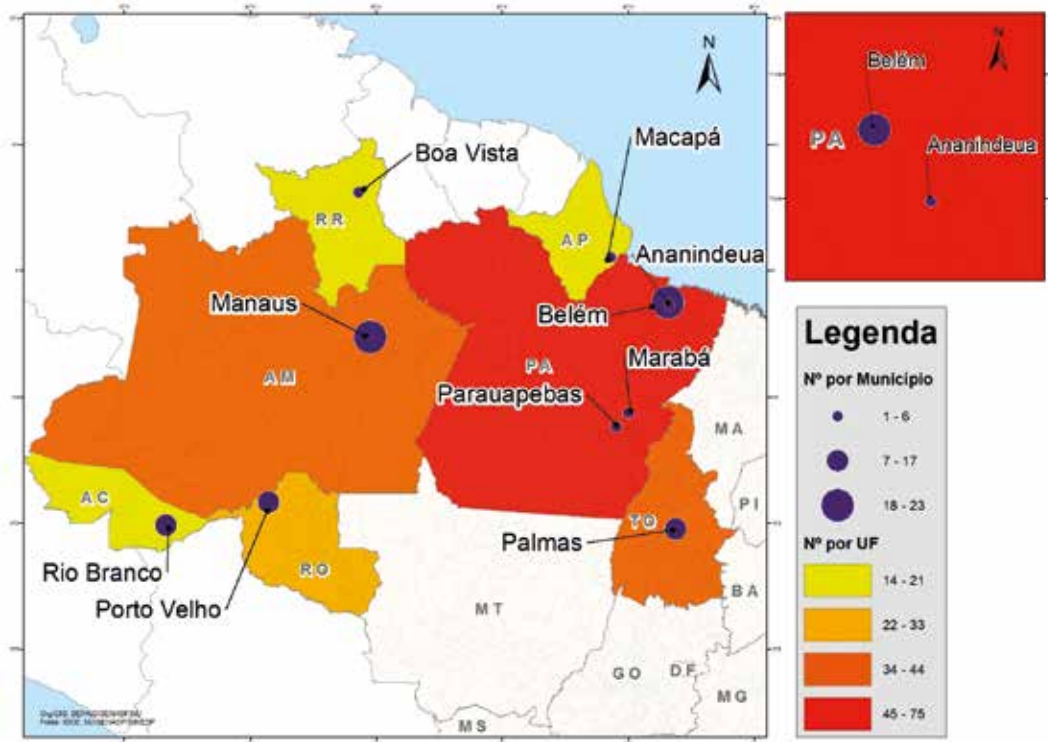 N
Boa Vista
Macapá
RR
AP
Ananindeua
Manaus
Belém
AM
PA
Marabá
Parauapebas
MA
AC
PI
TO
Palmas
Rio Branco
RO
BA
Porto Velho
MT
GO
DF
MG
MS
N
Belém
PA
Ananindeua
Legenda
Nº por Município
1 - 6
7 - 17
18 - 23
Nº por UF
14 - 21
22 - 33
34 - 44
45 - 75